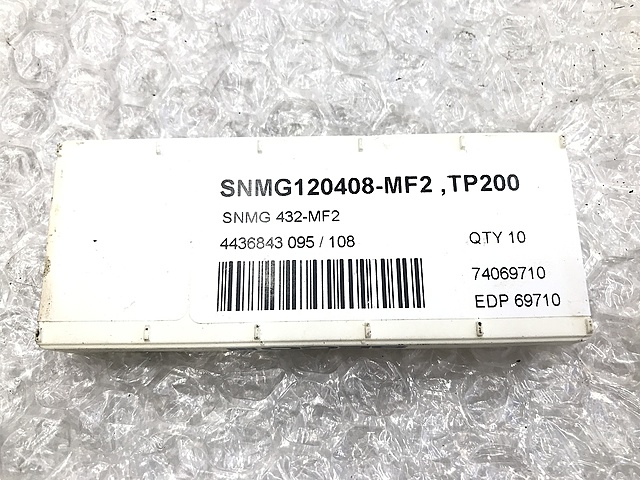 SNMG120408-MF2 ,TP200
SNMG 432-MF2
4436843 095 / 108
QTY 10
74069710
EDP 69710